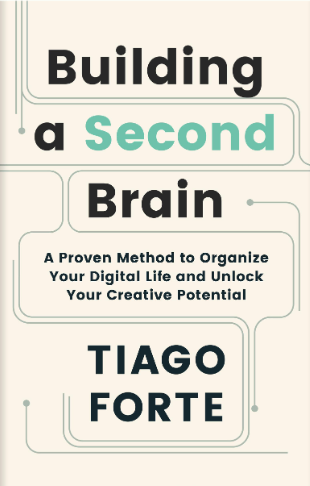 Building
a Second
Brain
A Proven Method to Organize
Your Digital Life and Unlock
Your Creative Potential
TIAGO
FORTE